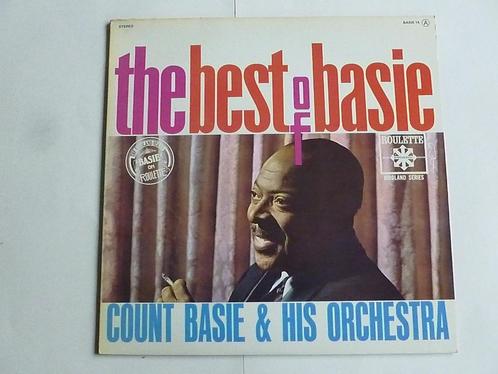 STEREO
BASIE 14 A
the best of basie
BASIE
ON
ROULETTE
ROULETTE
BIRDLAND SERIES
COUNT BASIE & HIS ORCHESTRA